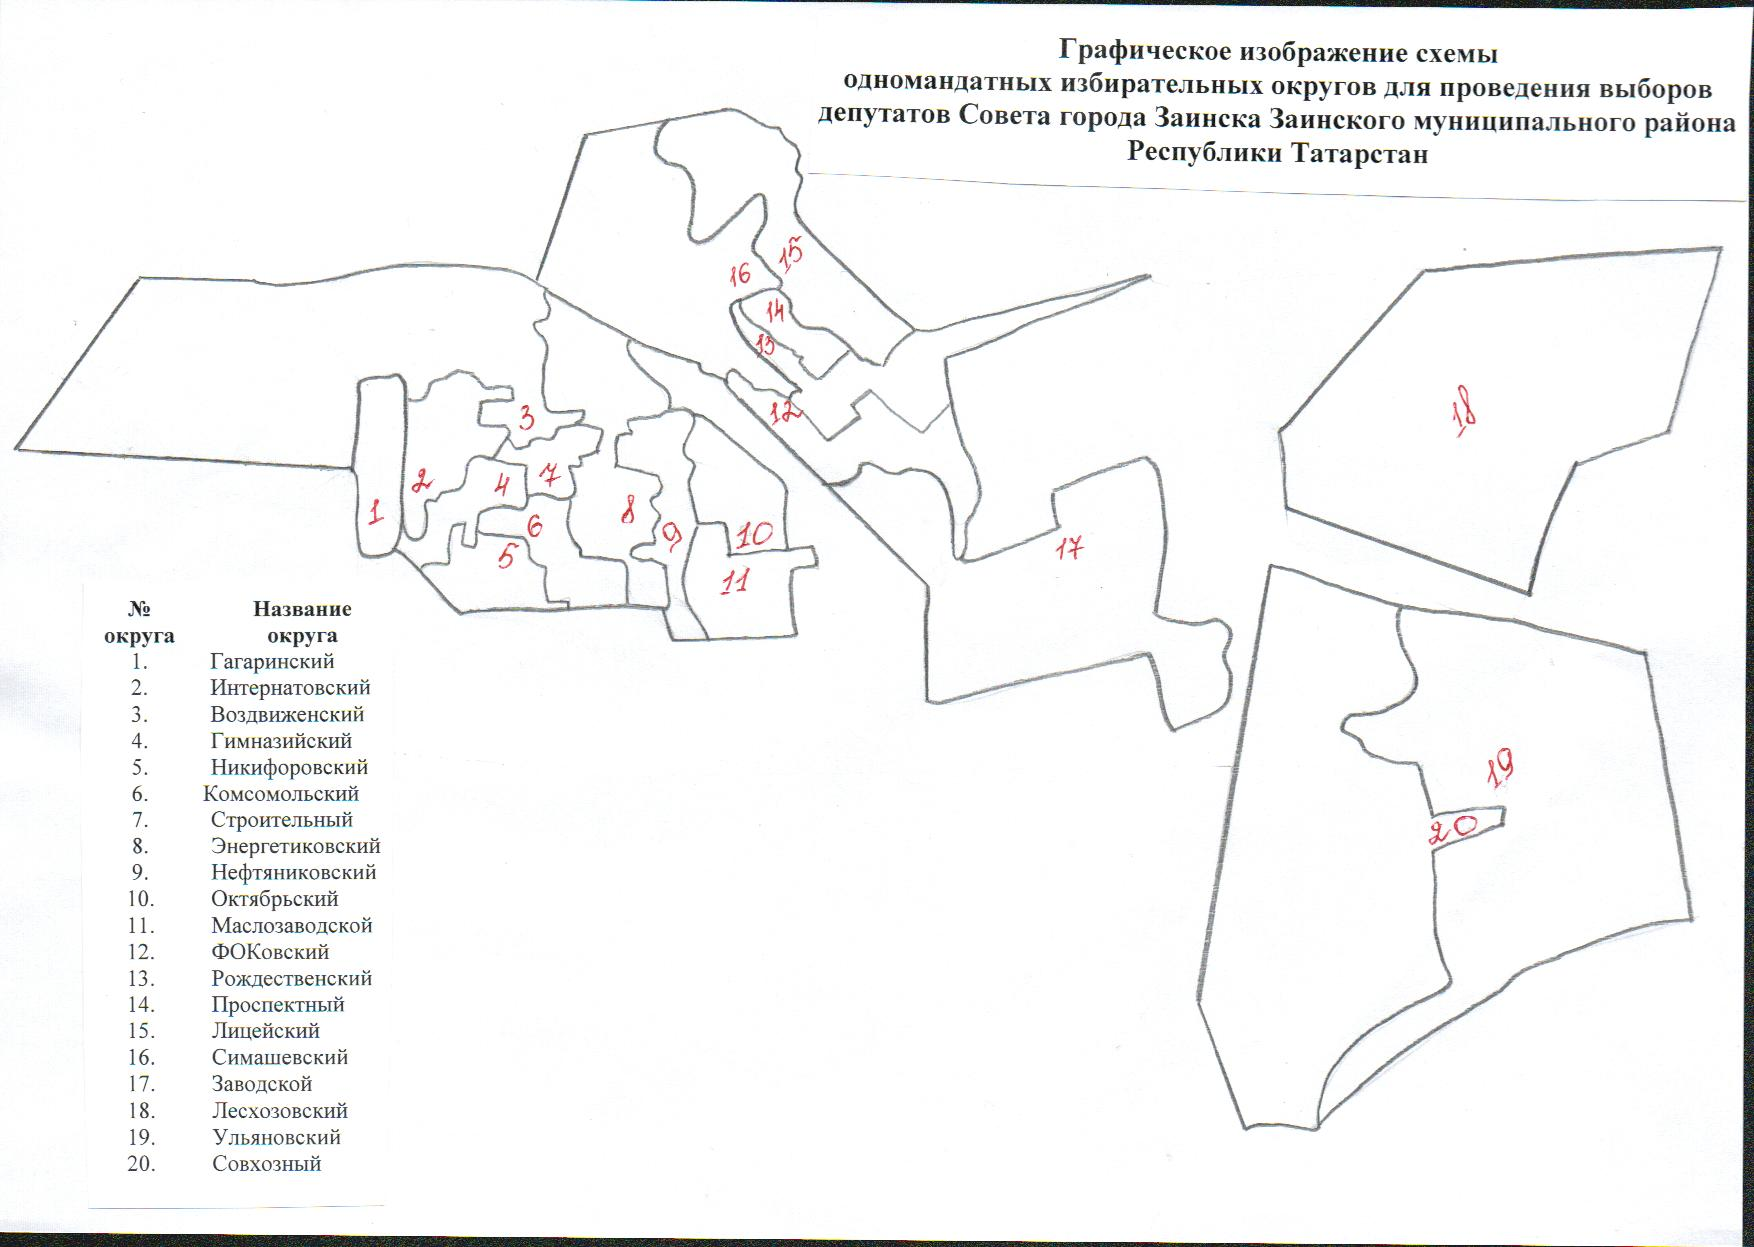 Графическое изображение схемы
одномандатных избирательных округов для проведения выборов
депутатов Совета города Заинска Заинского муниципального района
Республики Татарстан
15
16
14
13
12
18
3
2
4
7
1
6
8
9
10
5
11
17
19
20
№ Название
округа округа
1. Гагаринский
2. Интернатовский
3. Воздвиженский
4. Гимназийский
5. Никифоровский
6. Комсомольский
7. Строительный
8. Энергетиковский
9. Нефтяниковский
10. Октябрьский
11. Маслозаводской
12. ФОКовский
13. Рождественский
14. Проспектный
15. Лицейский
16. Симашевский
17. Заводской
18. Лесхозовский
19. Ульяновский
20. Совхозный